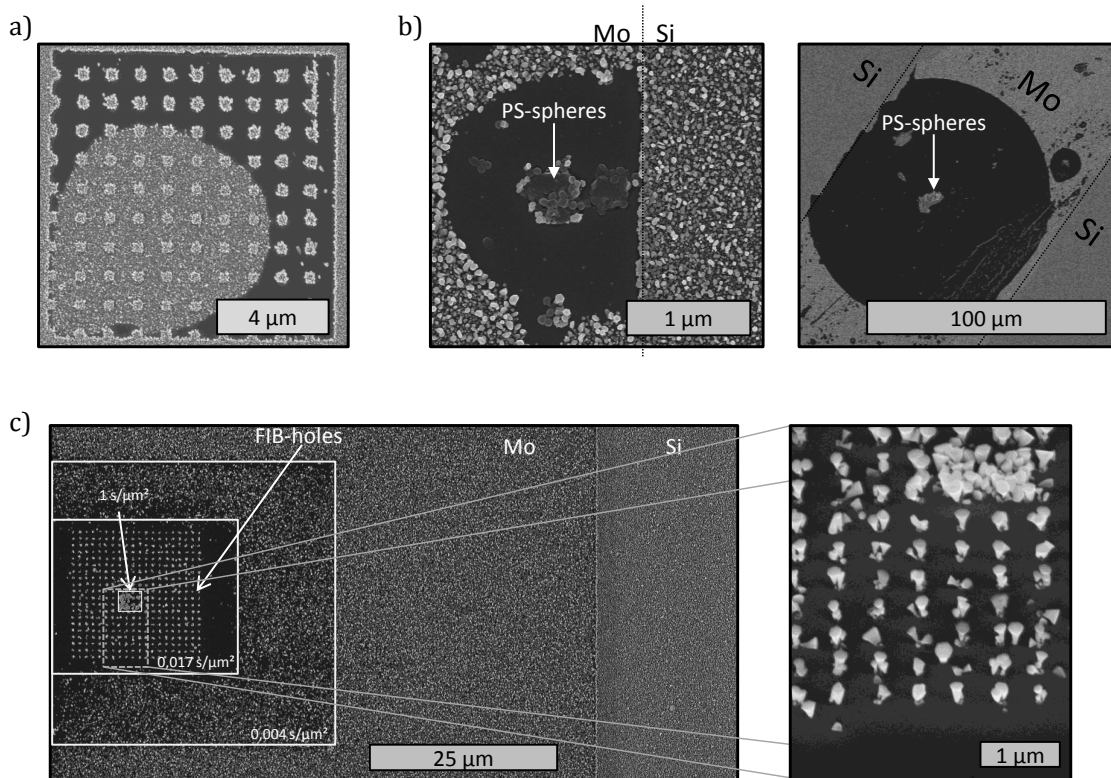 a)
4 µm
b)
Mo Si
PS-spheres
1 µm
Si
Mo
PS-spheres
Si
100 µm
c)
FIB-holes
Mo
Si
1 s/µm²
0,017 s/µm²
0,004 s/µm²
25 µm
1 µm